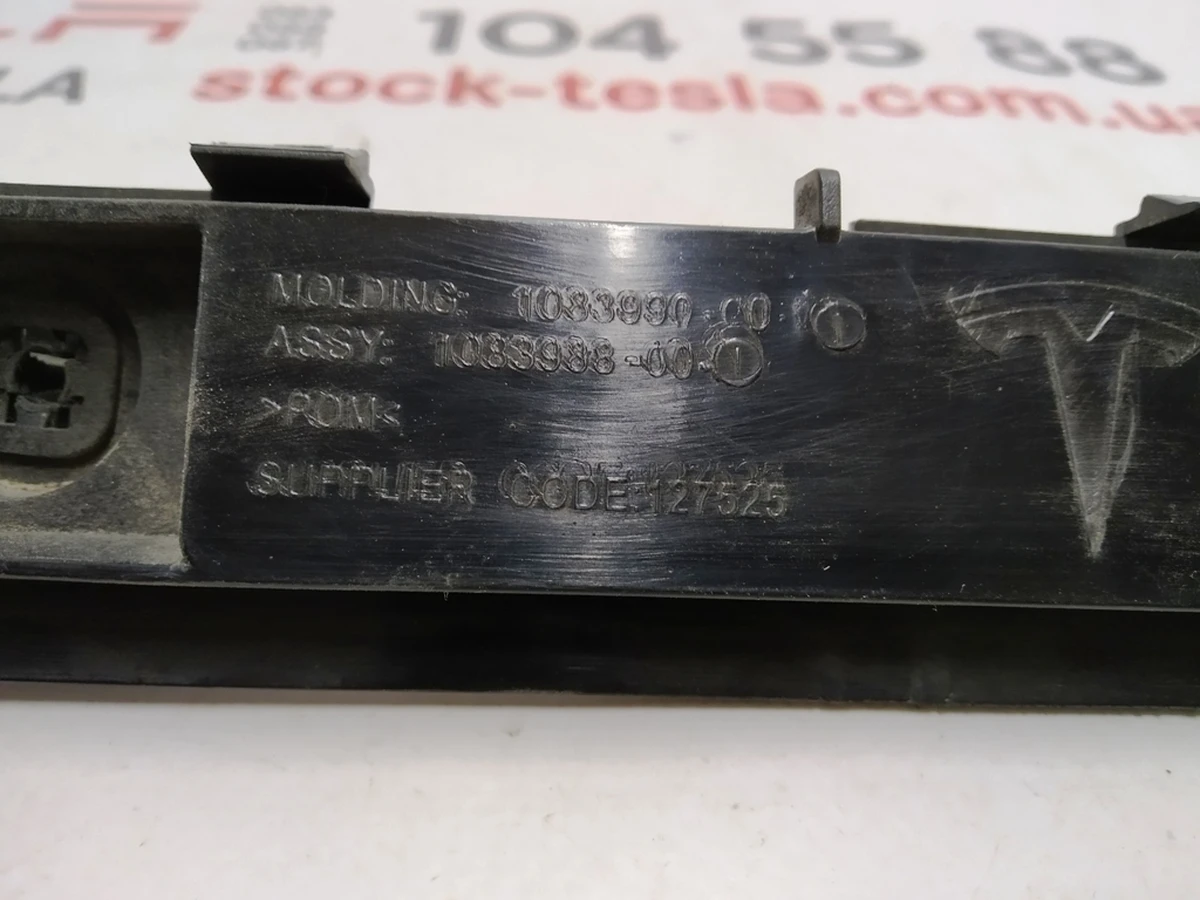 104 55 88
stock-tesla.com.ua
MOLDING: 1083990-00-I
ASSY: 1083988-00-I
>POM<
SUPPLIER CODE:127525